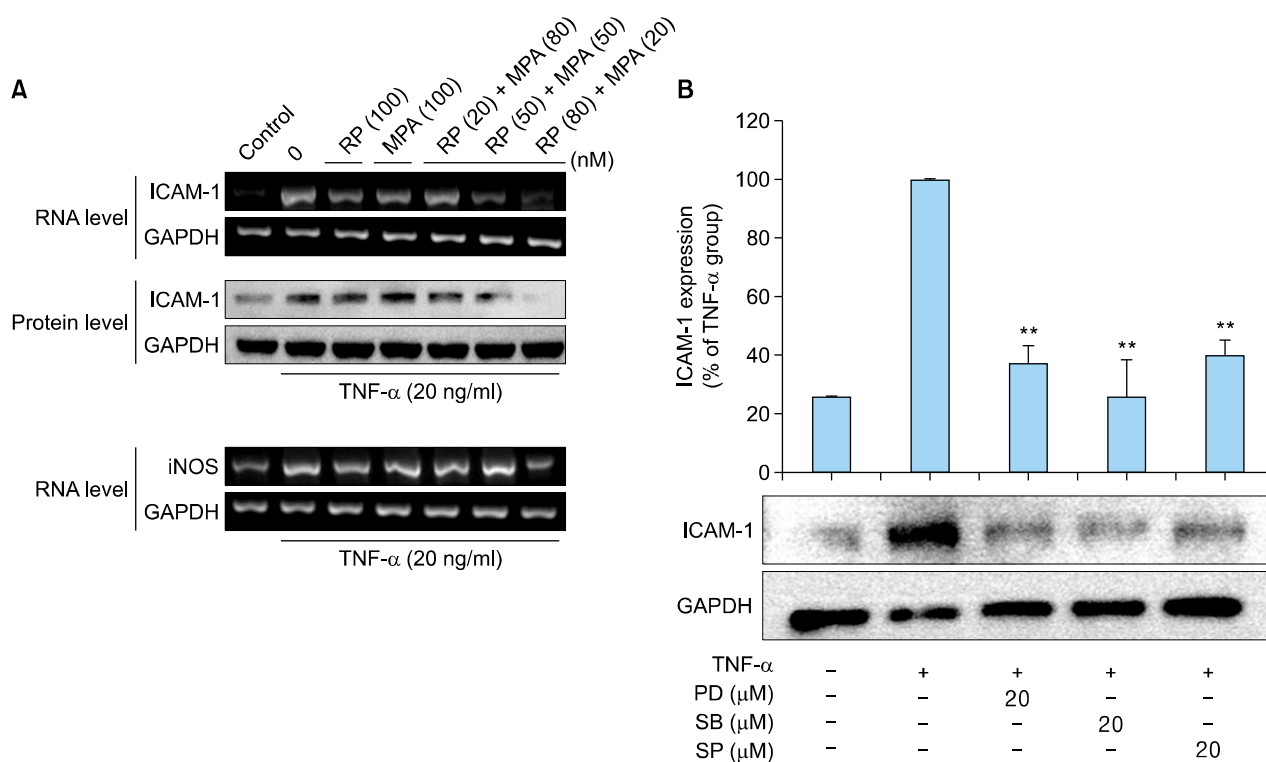 A
Control
0
RP (100)
MPA (100)
RP (20) + MPA (80)
RP (50) + MPA (50)
RP (80) + MPA (20)
(nM)
RNA level
ICAM-1
GAPDH
Protein level
ICAM-1
GAPDH
TNF-α (20 ng/ml)
RNA level
iNOS
GAPDH
TNF-α (20 ng/ml)
B
ICAM-1 expression
(% of TNF-α group)
120
100
80
60
40
20
0
** ** **
ICAM-1
GAPDH
TNF-α – + + + +
PD (μM) – – 20 – –
SB (μM) – – – 20 –
SP (μM) – – – – 20